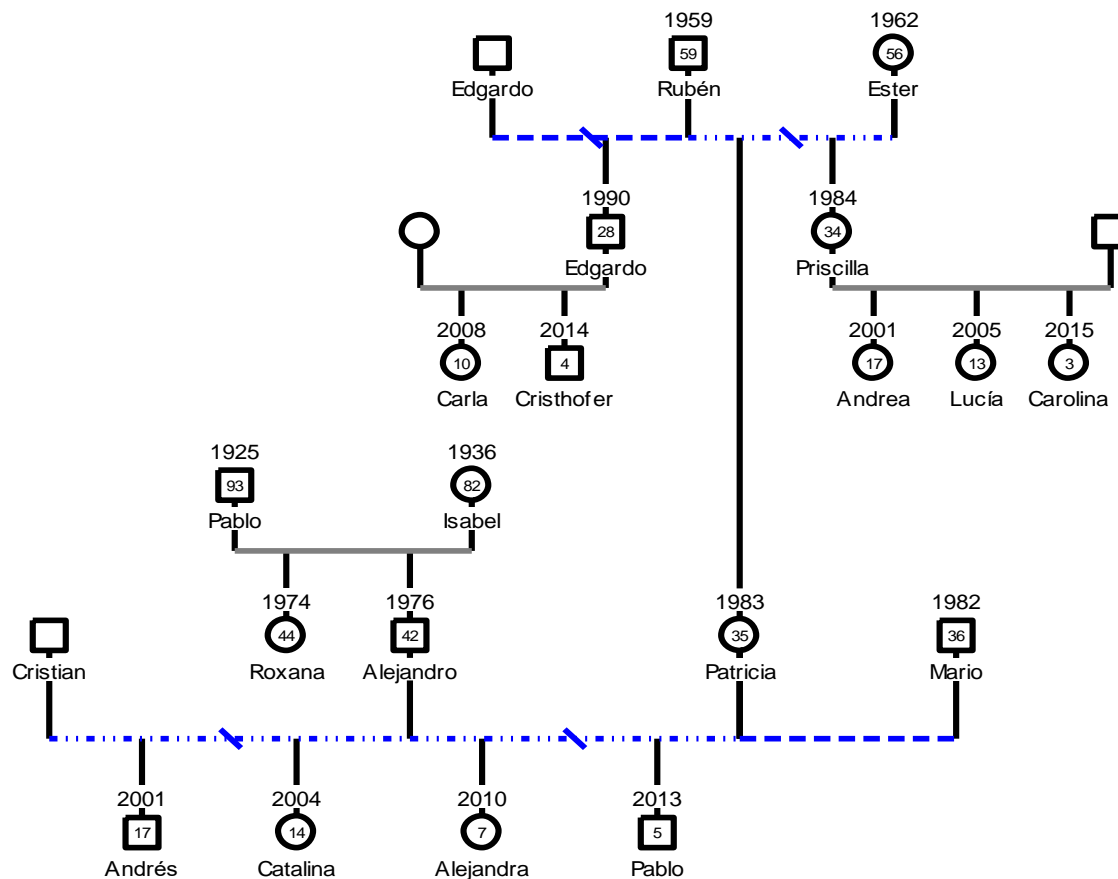 1959 1962
59 56
Edgardo Rubén Ester
1990 1984
28 34
Edgardo Priscilla
2008 2014 2001 2005 2015
10 4 17 13 3
Carla Cristhofer Andrea Lucía Carolina
1925 1936
93 82
Pablo Isabel
1974 1976 1983 1982
44 42 35 36
Cristian Roxana Alejandro Patricia Mario
2001 2004 2010 2013
17 14 7 5
Andrés Catalina Alejandra Pablo